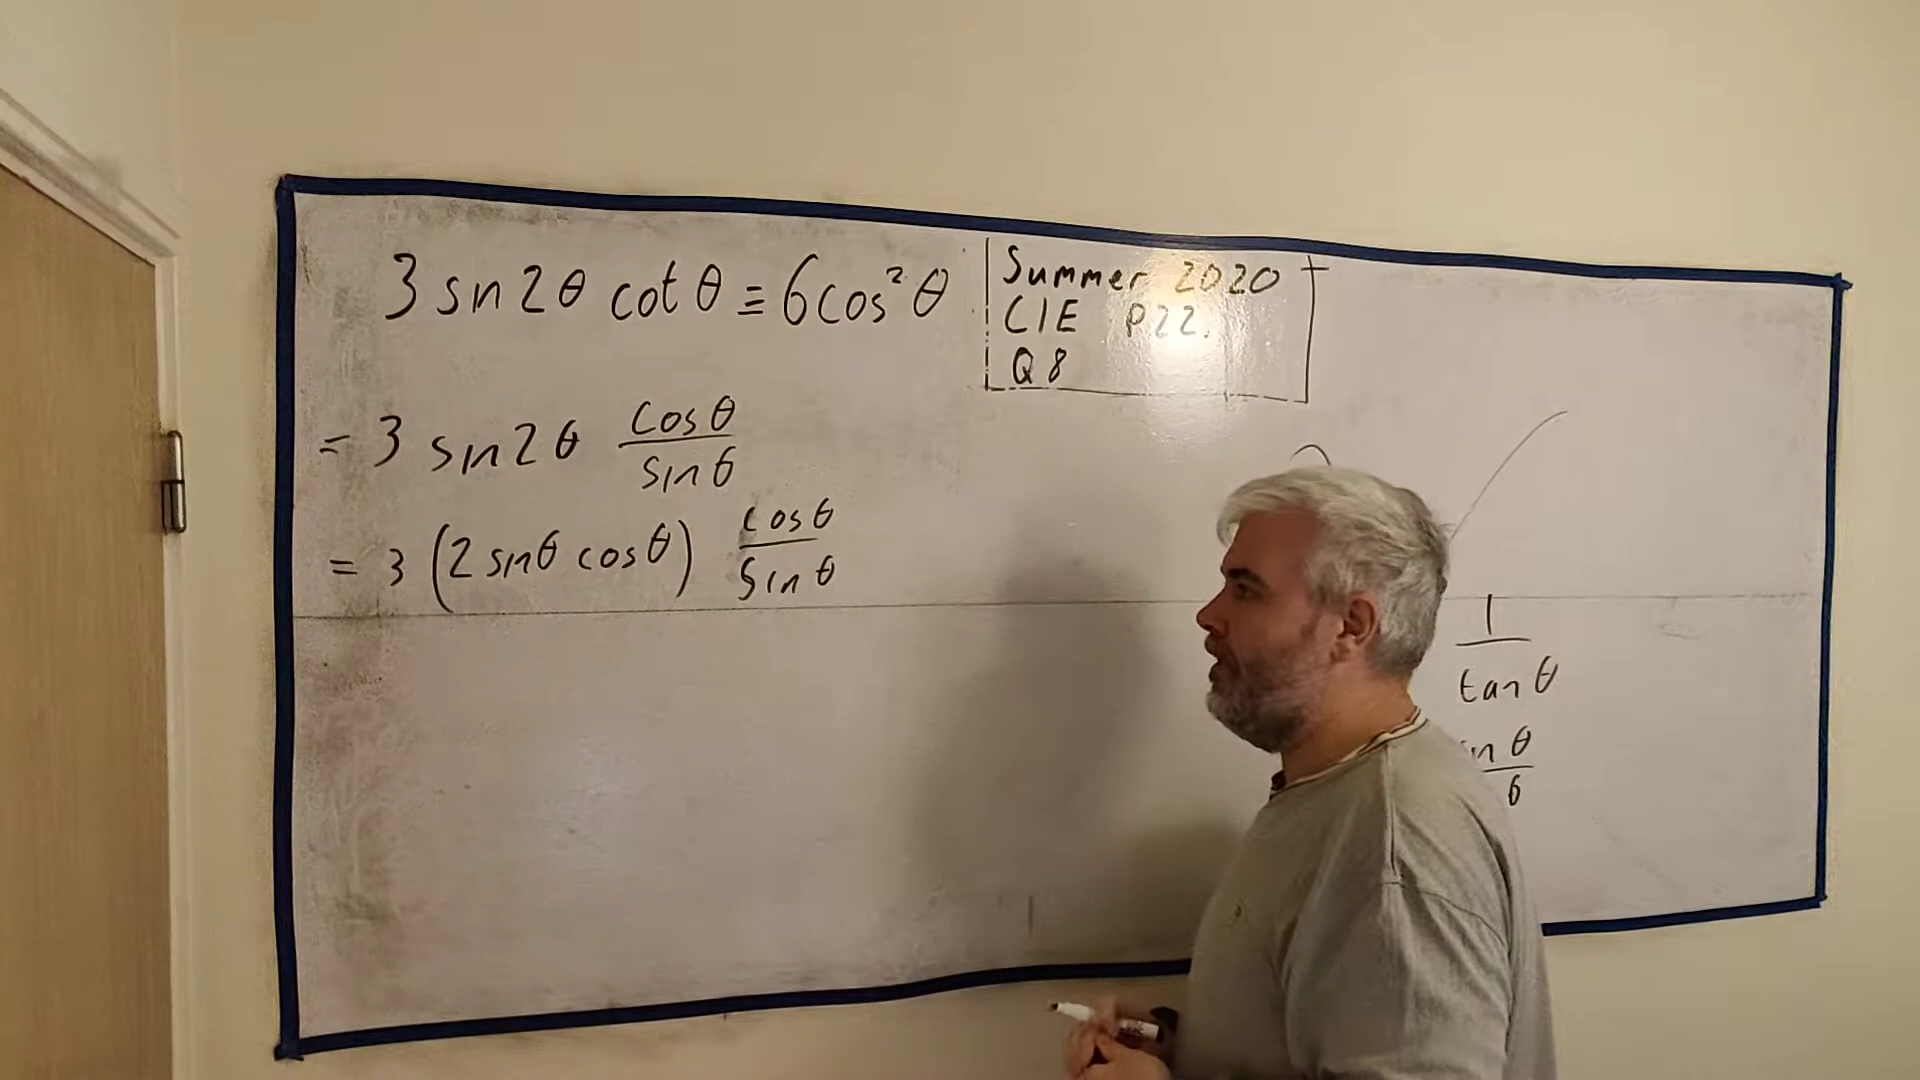 3 sin 2θ cot θ ≡ 6 cos² θ
Summer 2020
CIE P22.
Q8
= 3 sin 2θ cos θ / sin θ
= 3 (2 sin θ cos θ) cos θ / sin θ
1
tan θ
n θ
θ